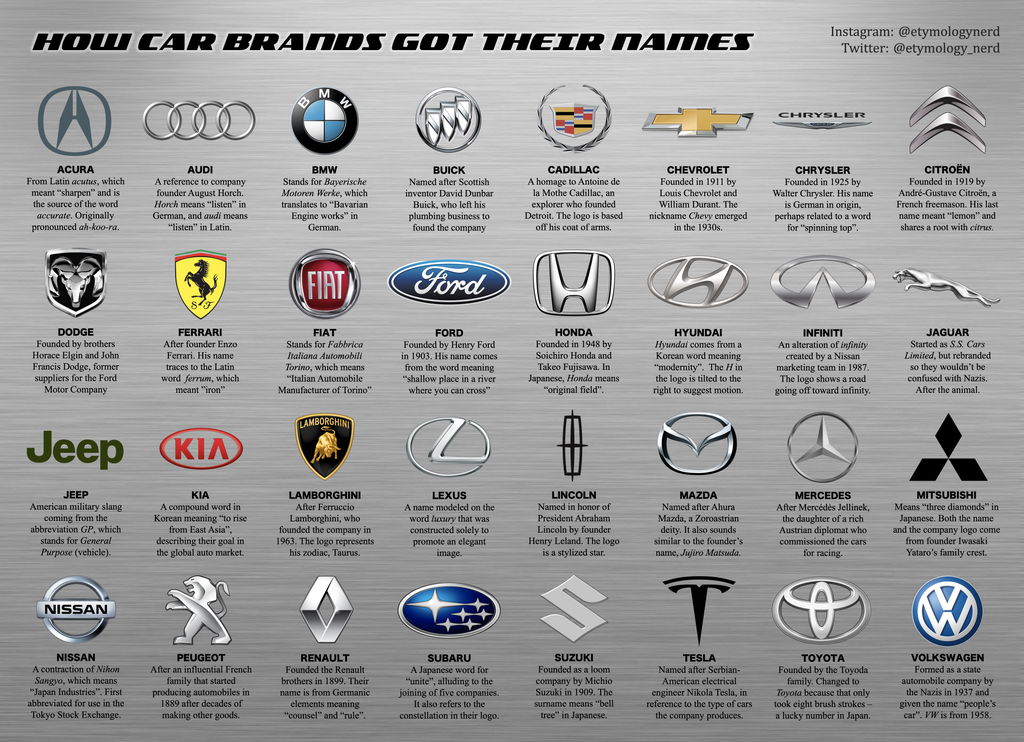 HOW CAR BRANDS GOT THEIR NAMES
Instagram: @etymologynerd
Twitter: @etymology_nerd
ACURA
From Latin acutus, which
meant “sharpen” and is
the source of the word
accurate. Originally
pronounced ah-koo-ra.
AUDI
A reference to company
founder August Horch.
Horch means “listen” in
German, and audi means
“listen” in Latin.
BMW
BMW
Stands for Bayerische
Motoren Werke, which
translates to “Bavarian
Engine works” in
German.
BUICK
Named after Scottish
inventor David Dunbar
Buick, who left his
plumbing business to
found the company
CADILLAC
A homage to Antoine de
la Mothe Cadillac, an
explorer who founded
Detroit. The logo is based
off his coat of arms.
CHEVROLET
Founded in 1911 by
Louis Chevrolet and
William Durant. The
nickname Chevy emerged
in the 1930s.
CHRYSLER
CHRYSLER
Founded in 1925 by
Walter Chrysler. His name
is German in origin,
perhaps related to a word
for “spinning top”.
CITROËN
Founded in 1919 by
André-Gustave Citroën, a
French freemason. His last
name meant “lemon” and
shares a root with citrus.
DODGE
Founded by brothers
Horace Elgin and John
Francis Dodge, former
suppliers for the Ford
Motor Company
S F
FERRARI
After founder Enzo
Ferrari. His name
traces to the Latin
word ferrum, which
meant ”iron”
FIAT
FIAT
Stands for Fabbrica
Italiana Automobili
Torino, which means
“Italian Automobile
Manufacturer of Torino”
Ford
FORD
Founded by Henry Ford
in 1903. His name comes
from the word meaning
“shallow place in a river
where you can cross”
HONDA
Founded in 1948 by
Soichiro Honda and
Takeo Fujisawa. In
Japanese, Honda means
“original field”.
HYUNDAI
Hyundai comes from a
Korean word meaning
“modernity”. The H in
the logo is tilted to the
right to suggest motion.
INFINITI
An alteration of infinity
created by a Nissan
marketing team in 1987.
The logo shows a road
going off toward infinity.
JAGUAR
Started as S.S. Cars
Limited, but rebranded
so they wouldn’t be
confused with Nazis.
After the animal.
Jeep
JEEP
American military slang
coming from the
abbreviation GP, which
stands for General
Purpose (vehicle).
KIA
KIA
A compound word in
Korean meaning “to rise
from East Asia”,
describing their goal in
the global auto market.
LAMBORGHINI
LAMBORGHINI
After Ferruccio
Lamborghini, who
founded the company in
1963. The logo represents
his zodiac, Taurus.
LEXUS
A name modeled on the
word luxury that was
constructed solely to
promote an elegant
image.
LINCOLN
Named in honor of
President Abraham
Lincoln by founder
Henry Leland. The logo
is a stylized star.
MAZDA
Named after Ahura
Mazda, a Zoroastrian
deity. It also sounds
similar to the founder’s
name, Jujiro Matsuda.
MERCEDES
After Mercédès Jellinek,
the daughter of a rich
Austrian diplomat who
commissioned the cars
for racing.
MITSUBISHI
Means “three diamonds” in
Japanese. Both the name
and the company logo come
from founder Iwasaki
Yataro’s family crest.
NISSAN
NISSAN
A contraction of Nihon
Sangyo, which means
“Japan Industries”. First
abbreviated for use in the
Tokyo Stock Exchange.
PEUGEOT
After an influential French
family that started
producing automobiles in
1889 after decades of
making other goods.
RENAULT
Founded the Renault
brothers in 1899. Their
name is from Germanic
elements meaning
“counsel” and “rule”.
SUBARU
A Japanese word for
“unite”, alluding to the
joining of five companies.
It also refers to the
constellation in their logo.
SUZUKI
Founded as a loom
company by Michio
Suzuki in 1909. The
surname means “bell
tree” in Japanese.
TESLA
Named after Serbian-
American electrical
engineer Nikola Tesla, in
reference to the type of cars
the company produces.
TOYOTA
Founded by the Toyoda
family. Changed to
Toyota because that only
took eight brush strokes –
a lucky number in Japan.
VOLKSWAGEN
Formed as a state
automobile company by
the Nazis in 1937 and
given the name “people’s
car”. VW is from 1958.